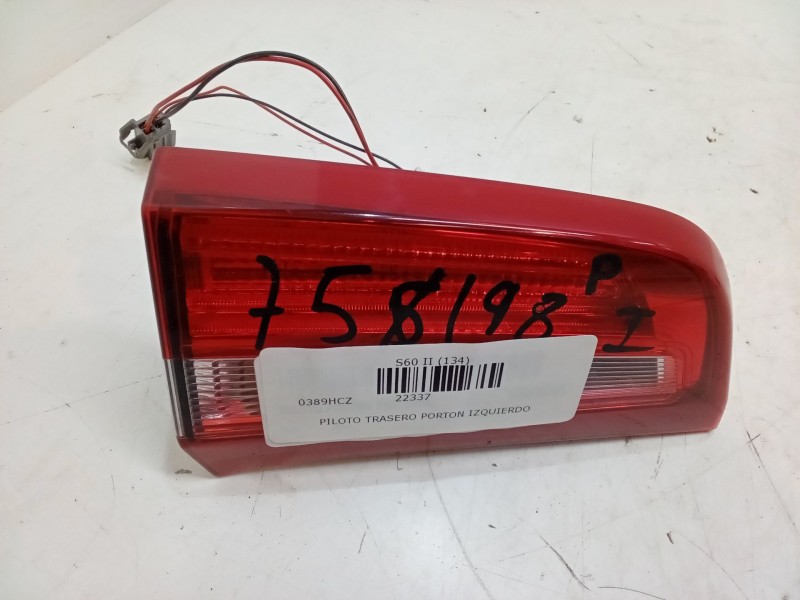 P
758198 I
S60 II (134)
0389HCZ 22337
PILOTO TRASERO PORTON IZQUIERDO